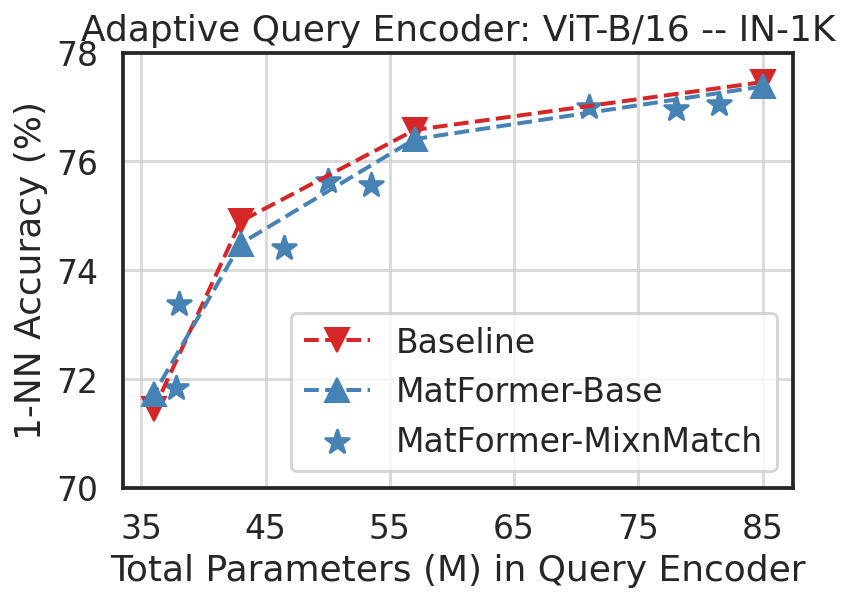 Adaptive Query Encoder: ViT-B/16 -- IN-1K
78
76
74
72
70
1-NN Accuracy (%)
Baseline
MatFormer-Base
MatFormer-MixnMatch
35 45 55 65 75 85
Total Parameters (M) in Query Encoder